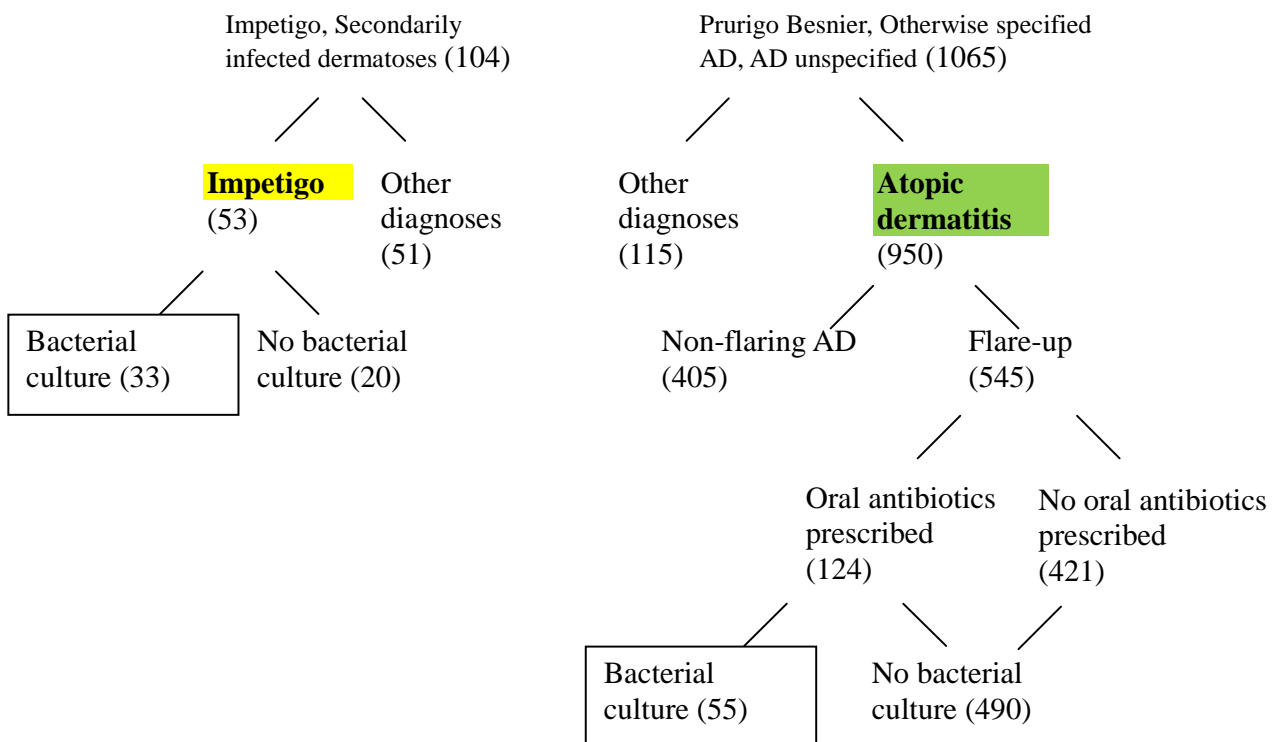 Impetigo, Secondarily
infected dermatoses (104)
Prurigo Besnier, Otherwise specified
AD, AD unspecified (1065)
Impetigo
(53)
Other
diagnoses
(51)
Other
diagnoses
(115)
Atopic
dermatitis
(950)
Bacterial
culture (33)
No bacterial
culture (20)
Non-flaring AD
(405)
Flare-up
(545)
Oral antibiotics
prescribed
(124)
No oral antibiotics
prescribed
(421)
Bacterial
culture (55)
No bacterial
culture (490)